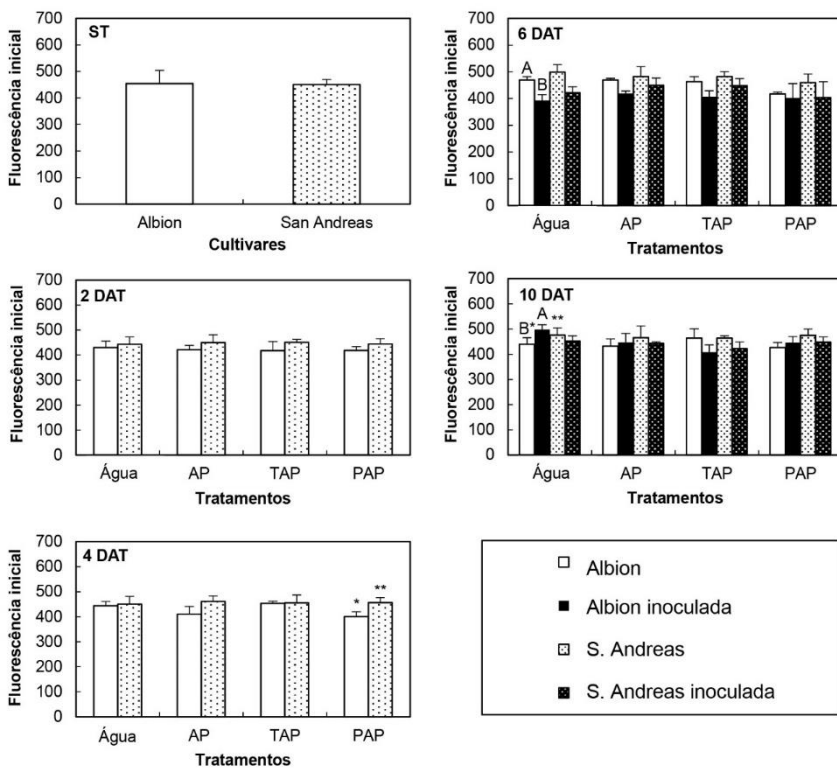 ST
Fluorescência inicial
700
600
500
400
300
200
100
0
Albion San Andreas
Cultivares
6 DAT
Fluorescência inicial
700
600
500
400
300
200
100
0
A
B
Água AP TAP PAP
Tratamentos
2 DAT
Fluorescência inicial
700
600
500
400
300
200
100
0
Água AP TAP PAP
Tratamentos
10 DAT
Fluorescência inicial
700
600
500
400
300
200
100
0
B* A **
Água AP TAP PAP
Tratamentos
4 DAT
Fluorescência inicial
700
600
500
400
300
200
100
0
* **
Água AP TAP PAP
Tratamentos
Albion
Albion inoculada
S. Andreas
S. Andreas inoculada